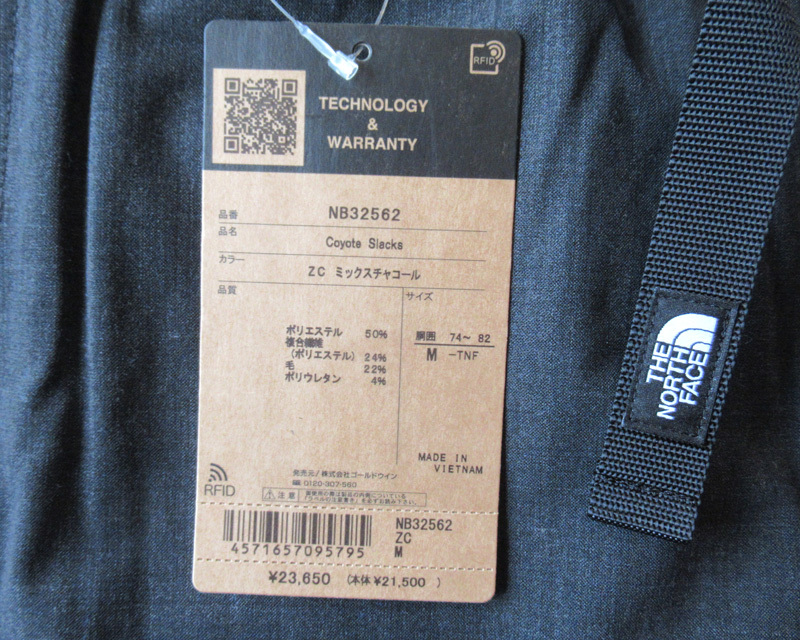 RFID
TECHNOLOGY
&
WARRANTY
品番 NB32562
品名 Coyote Slacks
カラー ZC ミックスチャコール
品質 サイズ
ポリエステル 50%
複合繊維
(ポリエステル) 24%
毛 22%
ポリウレタン 4%
胴囲 74～ 82
M -TNF
MADE IN
VIETNAM
発売元/株式会社ゴールドウイン
0120-307-560
RFID
注意
4571657095795
NB32562
ZC
M
¥23,650 (本体 ¥21,500 )
THE
NORTH
FACE